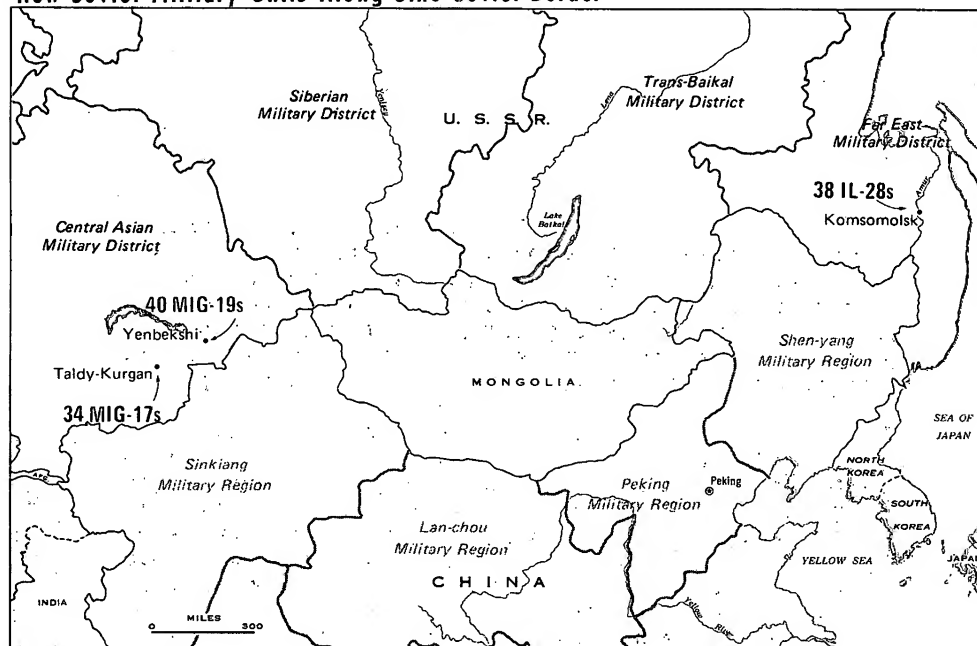 New Soviet Military Units Along Sino-Soviet Border
Siberian
Military District
Yenisey
U. S. S. R.
Lena
Trans-Baikal
Military District
Far East
Military District
38 IL-28s
Amur
Komsomolsk
Lake
Baikal
Central Asian
Military District
40 MIG-19s
Yenbekshi
Taldy-Kurgan
34 MIG-17s
MONGOLIA
Shen-yang
Military Region
SEA OF
JAPAN
NORTH
KOREA
SOUTH
KOREA
JAPAN
Sinkiang
Military Region
AFG.
Peking
Peking
Military Region
Lan-chou
Military Region
CHINA
YELLOW SEA
Yellow
River
INDIA
MILES
0 300